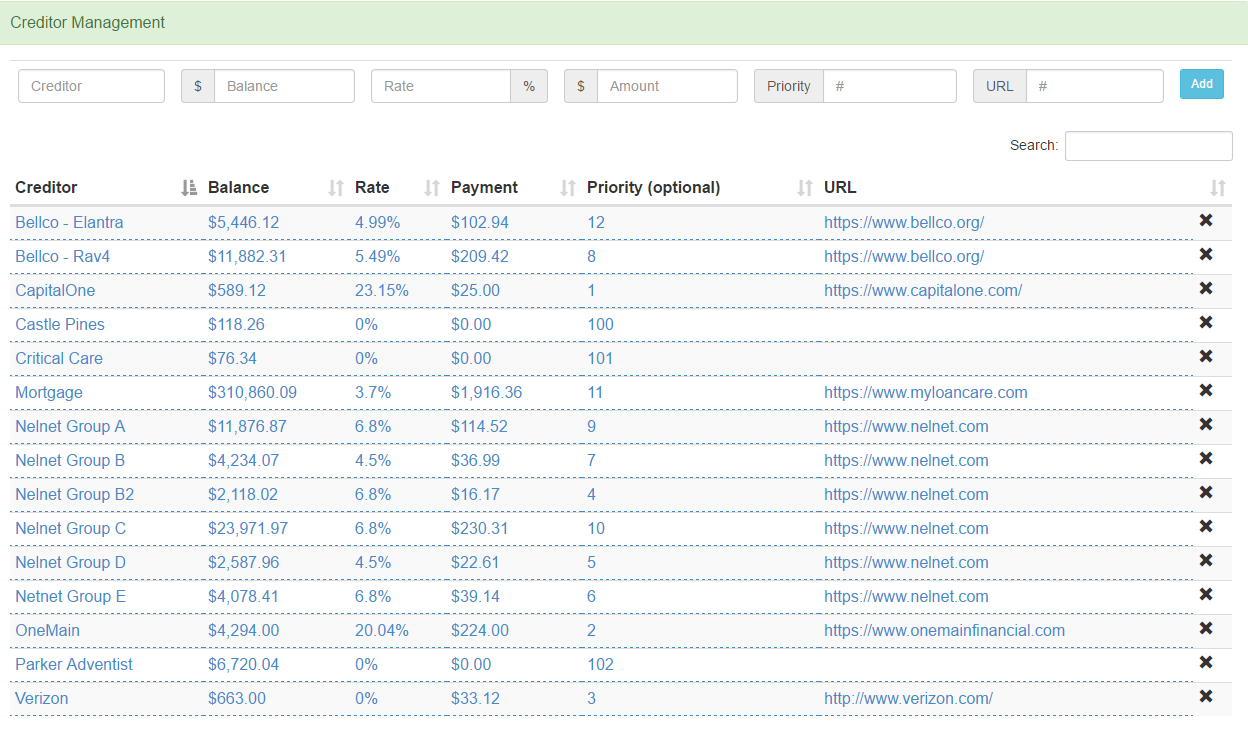 Creditor Management
Creditor $ Balance Rate % $ Amount Priority # URL # Add
Search:
Creditor Balance Rate Payment Priority (optional) URL
Bellco - Elantra $5,446.12 4.99% $102.94 12 https://www.bellco.org/
Bellco - Rav4 $11,882.31 5.49% $209.42 8 https://www.bellco.org/
CapitalOne $589.12 23.15% $25.00 1 https://www.capitalone.com/
Castle Pines $118.26 0% $0.00 100
Critical Care $76.34 0% $0.00 101
Mortgage $310,860.09 3.7% $1,916.36 11 https://www.myloancare.com
Nelnet Group A $11,876.87 6.8% $114.52 9 https://www.nelnet.com
Nelnet Group B $4,234.07 4.5% $36.99 7 https://www.nelnet.com
Nelnet Group B2 $2,118.02 6.8% $16.17 4 https://www.nelnet.com
Nelnet Group C $23,971.97 6.8% $230.31 10 https://www.nelnet.com
Nelnet Group D $2,587.96 4.5% $22.61 5 https://www.nelnet.com
Netnet Group E $4,078.41 6.8% $39.14 6 https://www.nelnet.com
OneMain $4,294.00 20.04% $224.00 2 https://www.onemainfinancial.com
Parker Adventist $6,720.04 0% $0.00 102
Verizon $663.00 0% $33.12 3 http://www.verizon.com/